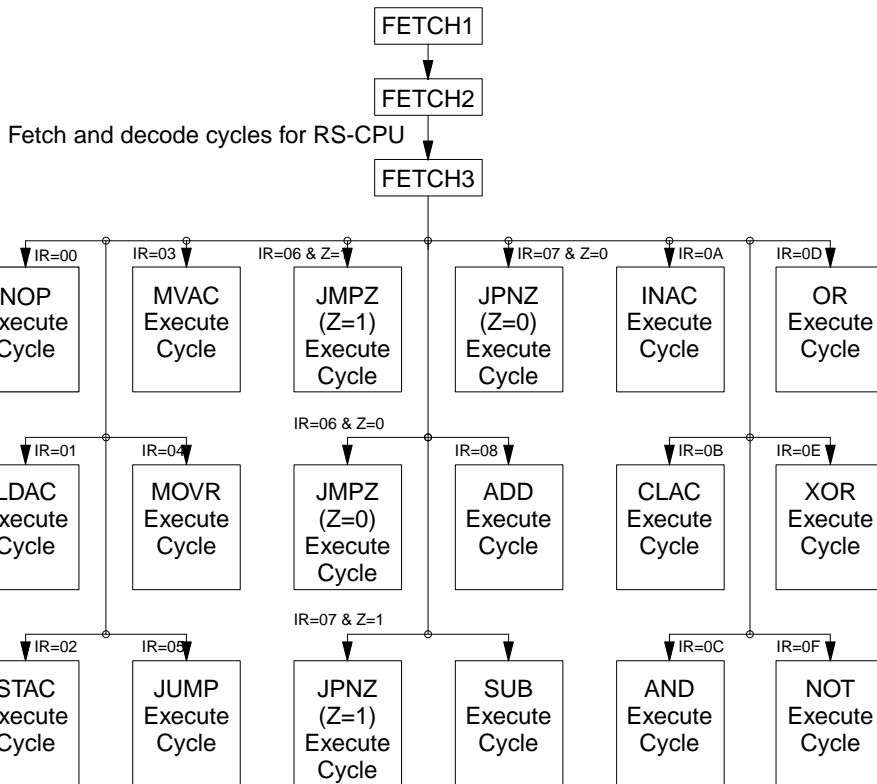 FETCH1
FETCH2
Fetch and decode cycles for RS-CPU
FETCH3
IR=00
IR=03
IR=06 & Z=1
IR=07 & Z=0
IR=0A
IR=0D
NOP
xecute
Cycle
MVAC
Execute
Cycle
JMPZ
(Z=1)
Execute
Cycle
JPNZ
(Z=0)
Execute
Cycle
INAC
Execute
Cycle
OR
Execute
Cycle
IR=01
IR=04
IR=06 & Z=0
IR=08
IR=0B
IR=0E
LDAC
xecute
Cycle
MOVR
Execute
Cycle
JMPZ
(Z=0)
Execute
Cycle
ADD
Execute
Cycle
CLAC
Execute
Cycle
XOR
Execute
Cycle
IR=02
IR=05
IR=07 & Z=1
IR=0C
IR=0F
STAC
xecute
Cycle
JUMP
Execute
Cycle
JPNZ
(Z=1)
Execute
Cycle
SUB
Execute
Cycle
AND
Execute
Cycle
NOT
Execute
Cycle